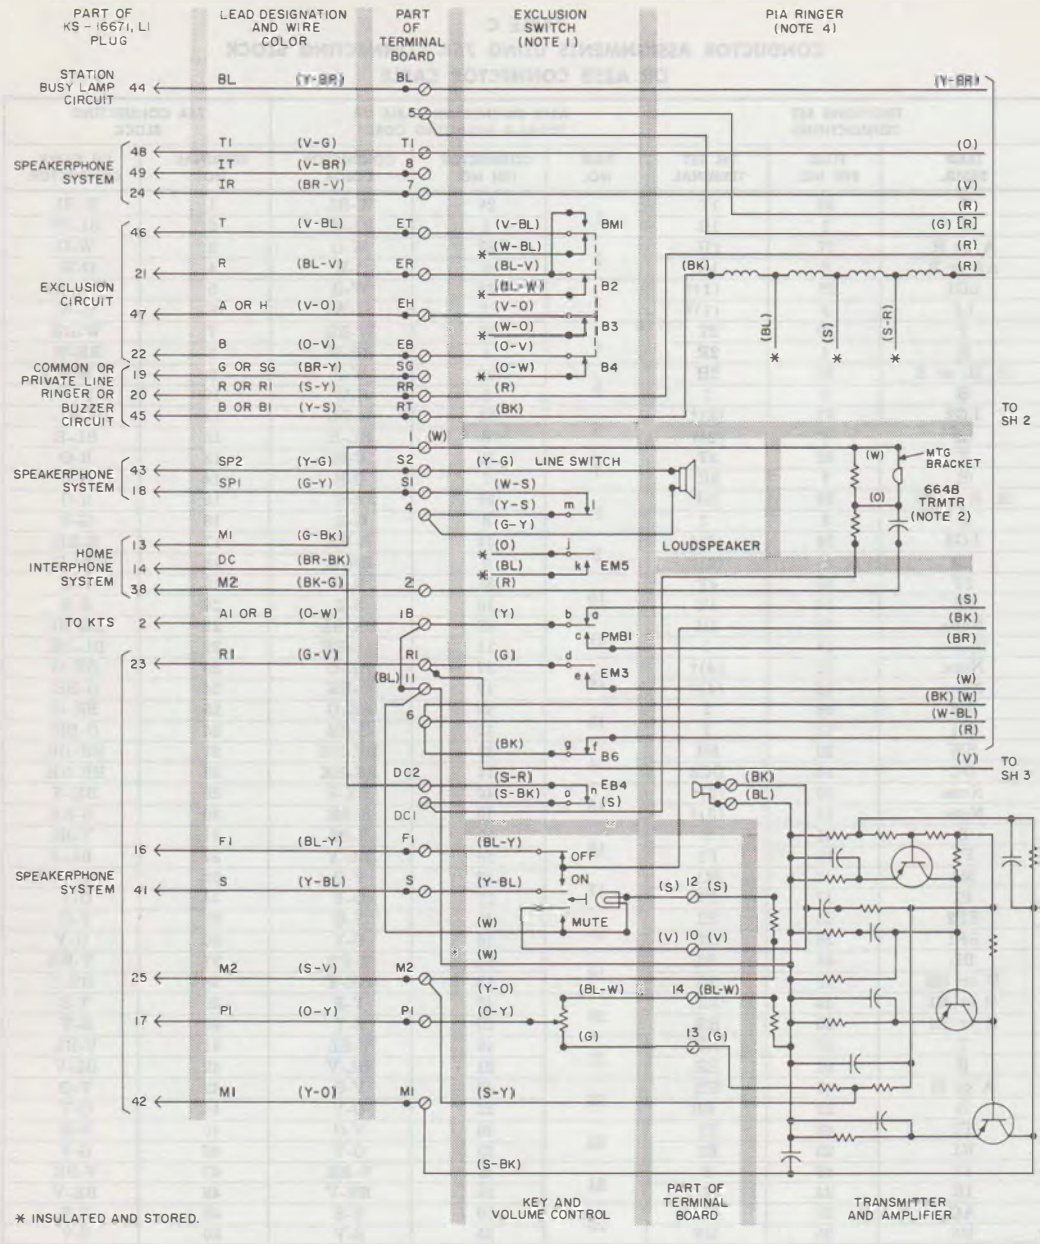 PART OF KS-16671, L1 PLUG
LEAD DESIGNATION AND WIRE COLOR
PART OF TERMINAL BOARD
EXCLUSION SWITCH (NOTE 1)
P1A RINGER (NOTE 4)
STATION BUSY LAMP CIRCUIT
44 BL (Y-BR) BL (Y-BR)
5
SPEAKERPHONE SYSTEM
48 T1 (V-G) T1 (O)
49 IT (V-BR) 8
24 IR (BR-V) 7 (V)
(R)
(G) [R]
EXCLUSION CIRCUIT
46 T (V-BL) ET (V-BL) BM1
(W-BL) (R)
21 R (BL-V) ER (BL-V) (BK) (R)
(BL-W) B2
47 A OR H (V-O) EH (V-O)
(W-O) B3
(BL) (S) (S-R)
22 B (O-V) EB (O-V)
COMMON OR PRIVATE LINE RINGER OR BUZZER CIRCUIT
19 G OR SG (BR-Y) SG (O-W) B4
20 R OR R1 (S-Y) RR (R)
45 B OR B1 (Y-S) RT (BK)
TO SH 2
1 (W)
SPEAKERPHONE SYSTEM
43 SP2 (Y-G) S2 (Y-G) LINE SWITCH
(W) MTG BRACKET
18 SP1 (G-Y) S1 (W-S)
(O) 664B TRMTR (NOTE 2)
4 (Y-S) m l
(G-Y)
LOUDSPEAKER
HOME INTERPHONE SYSTEM
13 M1 (G-BK)
(O) j
14 DC (BR-BK)
(BL) k EM5
38 M2 (BK-G) 2 (R)
(S)
TO KTS 2 A1 OR B (O-W) 1B (Y) b a
(BK)
c PMB1 (BR)
SPEAKERPHONE SYSTEM
23 R1 (G-V) R1 (G) d
e EM3 (W)
(BL) 11
(BK) [W]
6 (W-BL)
(R)
(BK) g f B6
(V) TO SH 3
DC2 (S-R) n EB4 (BK)
(S-BK) o (S) (BL)
DC1
16 F1 (BL-Y) F1 (BL-Y)
OFF
41 S (Y-BL) S (Y-BL) ON
(S) 12 (S)
(W) MUTE
(V) 10 (V)
(W)
25 M2 (S-V) M2
(Y-O) (BL-W) 14 (BL-W)
17 P1 (O-Y) P1 (O-Y)
(G) 13 (G)
42 M1 (Y-O) M1 (S-Y)
(S-BK)
KEY AND VOLUME CONTROL
PART OF TERMINAL BOARD
TRANSMITTER AND AMPLIFIER
* INSULATED AND STORED.